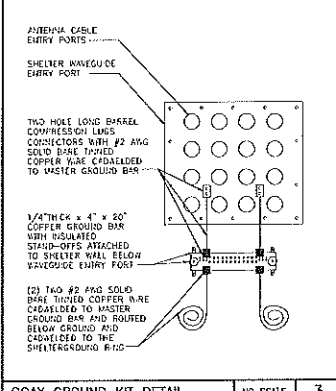 ANTENNA CABLE
ENTRY PORTS
SHELTER WAVEGUIDE
ENTRY PORT
TWO HOLE LONG BARREL
COMPRESSION LUGS
CONNECTORS WITH #2 AWG
SOLID BARE TINNED
COPPER WIRE CADWELDED
TO MASTER GROUND BAR
1/4"THICK x 4" x 20"
COPPER GROUND BAR
WITH INSULATED
STAND-OFFS ATTACHED
TO SHELTER WALL BELOW
WAVEGUIDE ENTRY PORT
(2) TWO #2 AWG SOLID
BARE TINNED COPPER WIRE
CADWELDED TO MASTER
GROUND BAR AND ROUTED
BELOW GROUND AND
CADWELDED TO THE
SHELTERGROUND RING
COAX GROUND KIT DETAIL
NO SCALE
3